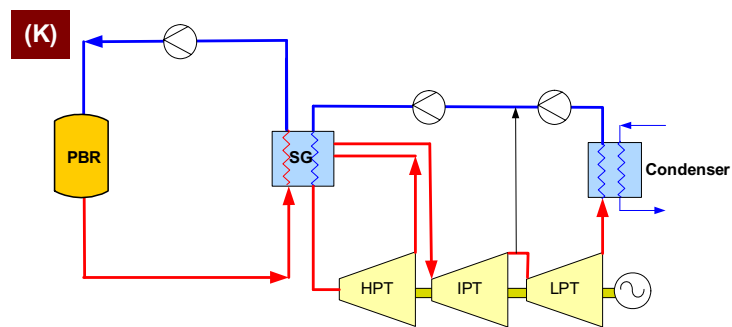 (K)
PBR
SG
Condenser
HPT
IPT
LPT